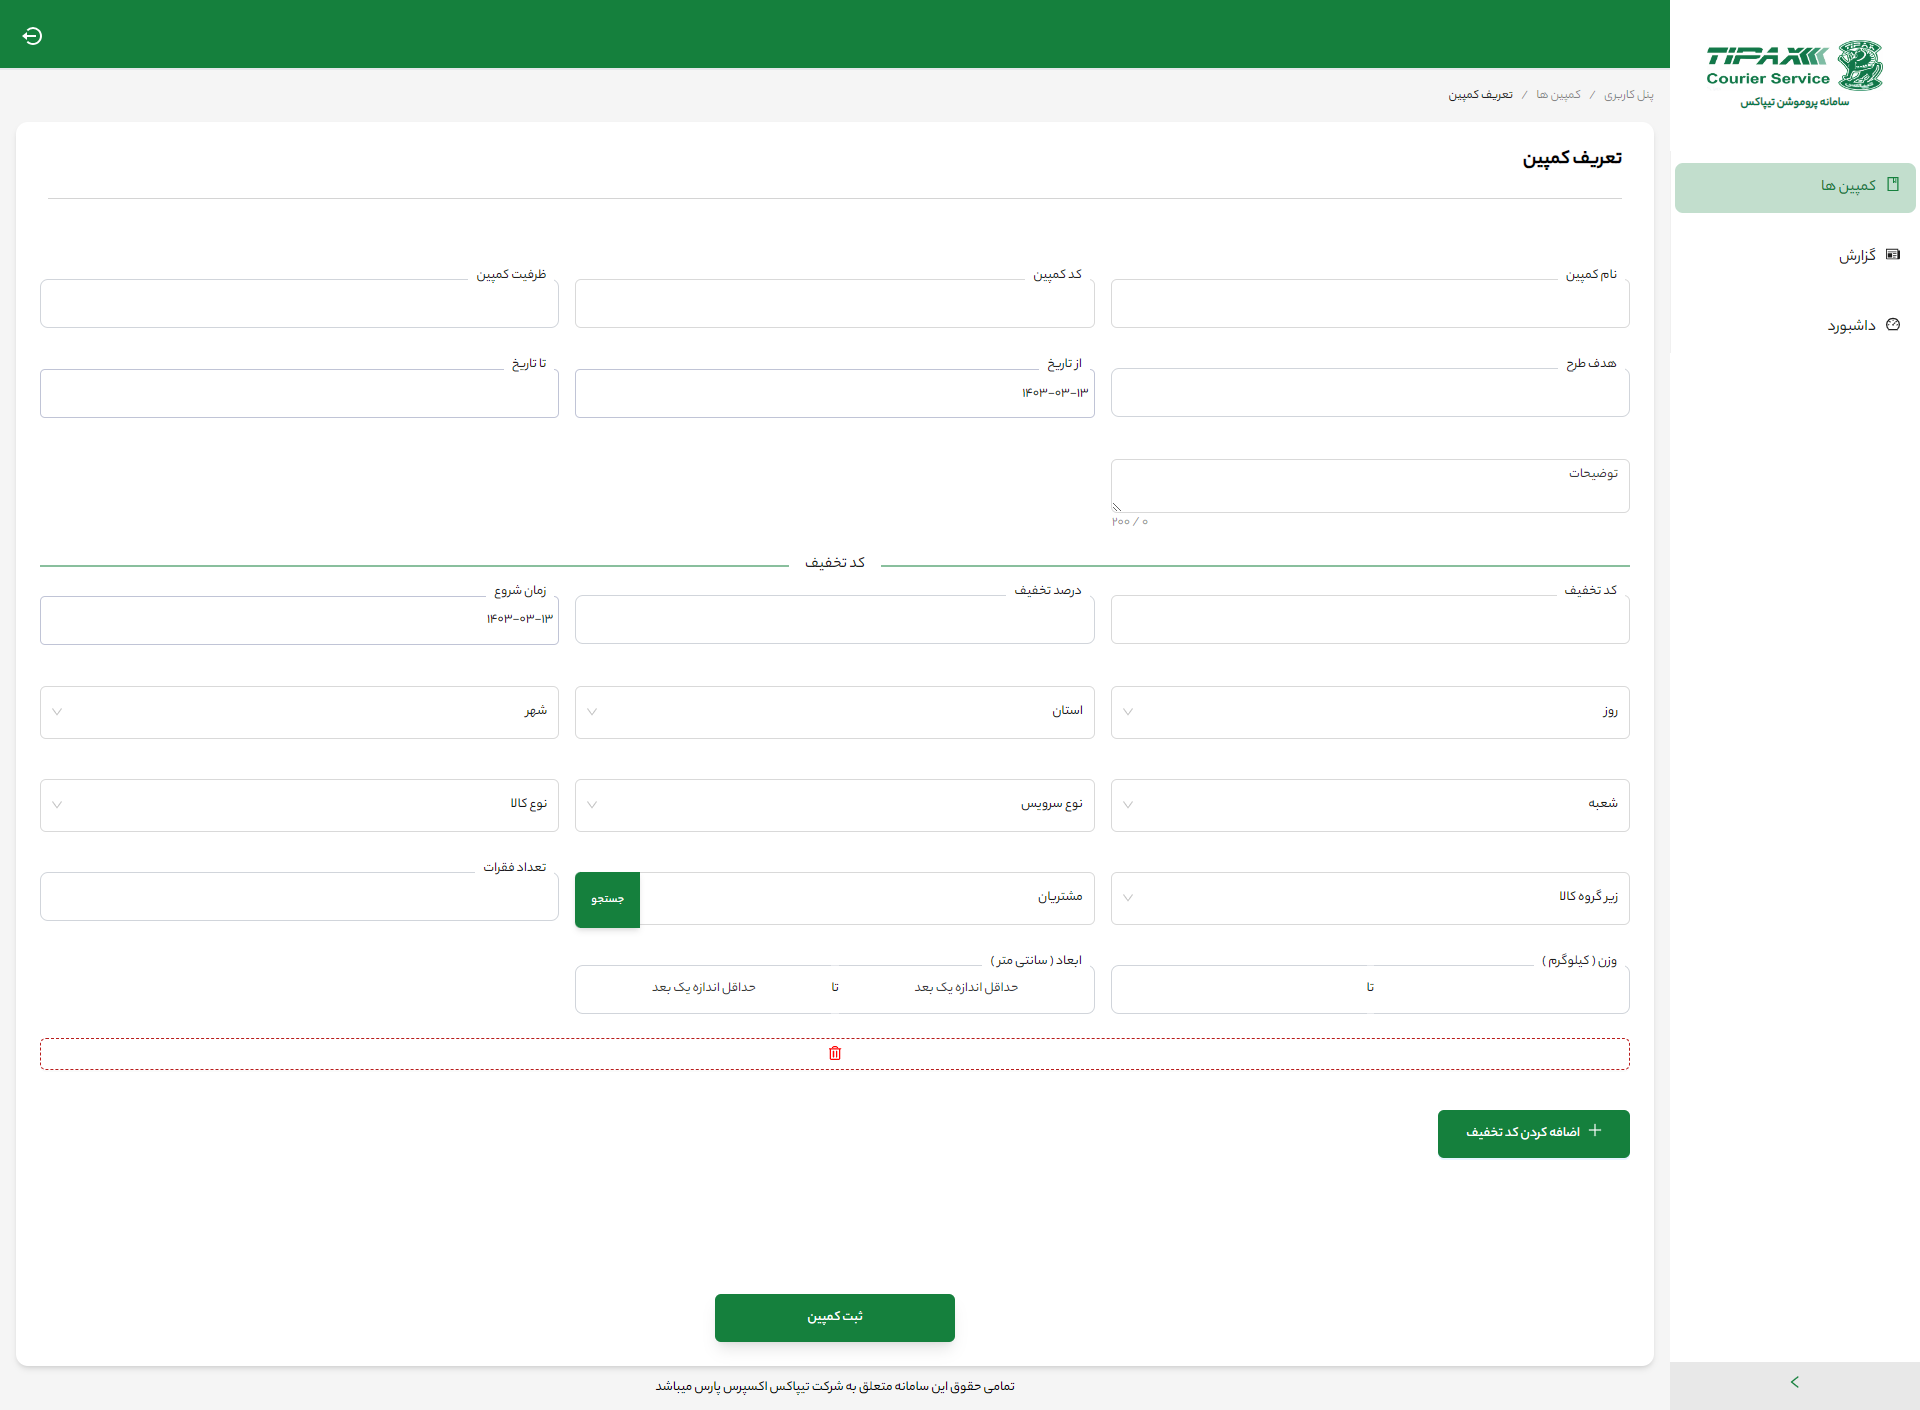 TIPAX
Courier Service
سامانه پروموشن تیپاکس
کمپین ها
گزارش
داشبورد
پنل کاربری / کمپین ها / تعریف کمپین
تعریف کمپین
نام کمپین
کد کمپین
ظرفیت کمپین
هدف طرح
از تاریخ
۱۴۰۳-۰۳-۱۳
تا تاریخ
توضیحات
۰ / ۲۰۰
کد تخفیف
کد تخفیف
درصد تخفیف
زمان شروع
۱۴۰۳-۰۳-۱۳
روز
استان
شهر
شعبه
نوع سرویس
نوع کالا
زیر گروه کالا
مشتریان
جستجو
تعداد فقرات
وزن ( کیلوگرم )
تا
ابعاد ( سانتی متر )
حداقل اندازه یک بعد تا حداقل اندازه یک بعد
اضافه کردن کد تخفیف
ثبت کمپین
تمامی حقوق این سامانه متعلق به شرکت تیپاکس اکسپرس پارس میباشد